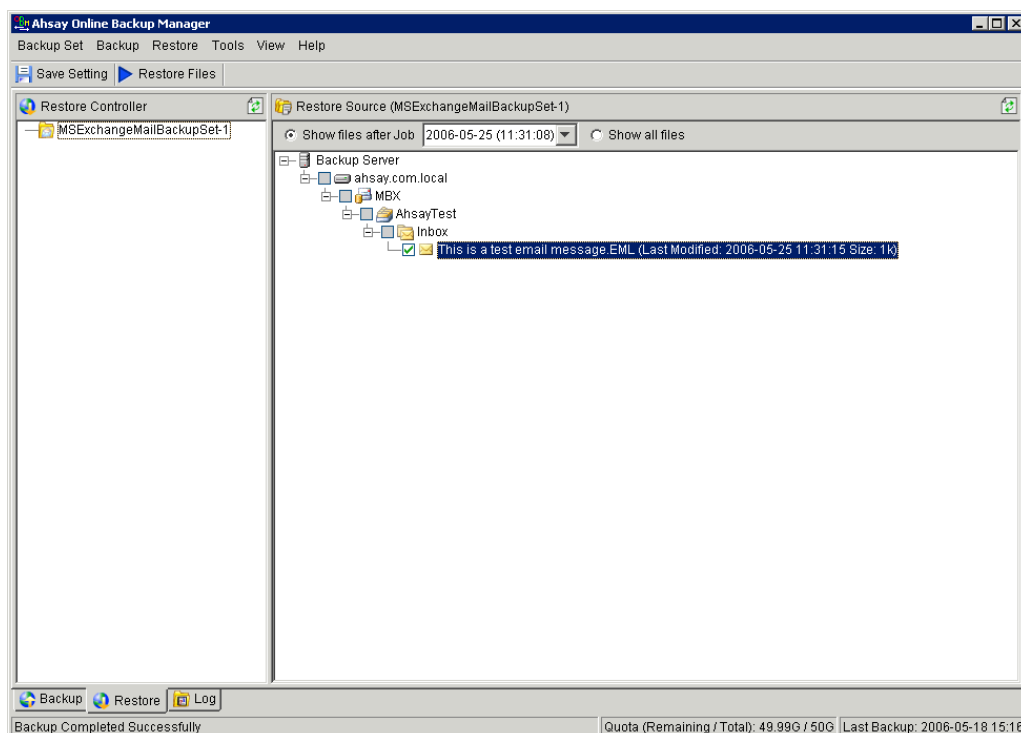 Ahsay Online Backup Manager
Backup Set Backup Restore Tools View Help
Save Setting Restore Files
Restore Controller
MSExchangeMailBackupSet-1
Restore Source (MSExchangeMailBackupSet-1)
Show files after Job 2006-05-25 (11:31:08) Show all files
Backup Server
ahsay.com.local
MBX
AhsayTest
Inbox
This is a test email message.EML (Last Modified: 2006-05-25 11:31:15 Size: 1k)
Backup Restore Log
Backup Completed Successfully Quota (Remaining / Total): 49.99G / 50G Last Backup: 2006-05-18 15:16